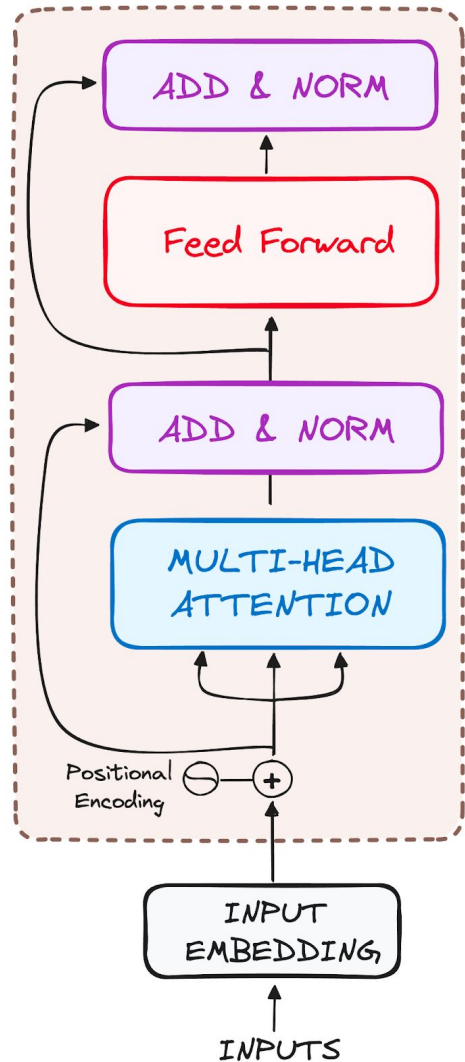 ADD & NORM
Feed Forward
ADD & NORM
MULTI-HEAD
ATTENTION
Positional
Encoding
+
INPUT
EMBEDDING
INPUTS